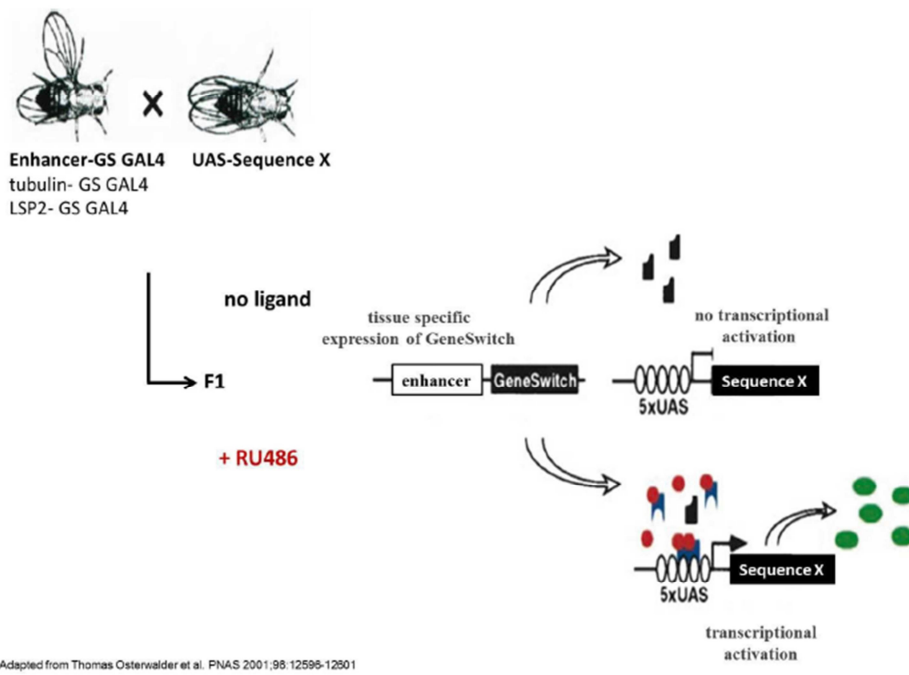 X
Enhancer-GS GAL4
UAS-Sequence X
tubulin- GS GAL4
LSP2- GS GAL4
no ligand
tissue specific
expression of GeneSwitch
no transcriptional
activation
F1
enhancer
GeneSwitch
Sequence X
5xUAS
+ RU486
Sequence X
5xUAS
transcriptional
activation
Adapted from Thomas Osterwalder et al. PNAS 2001;98:12596-12601